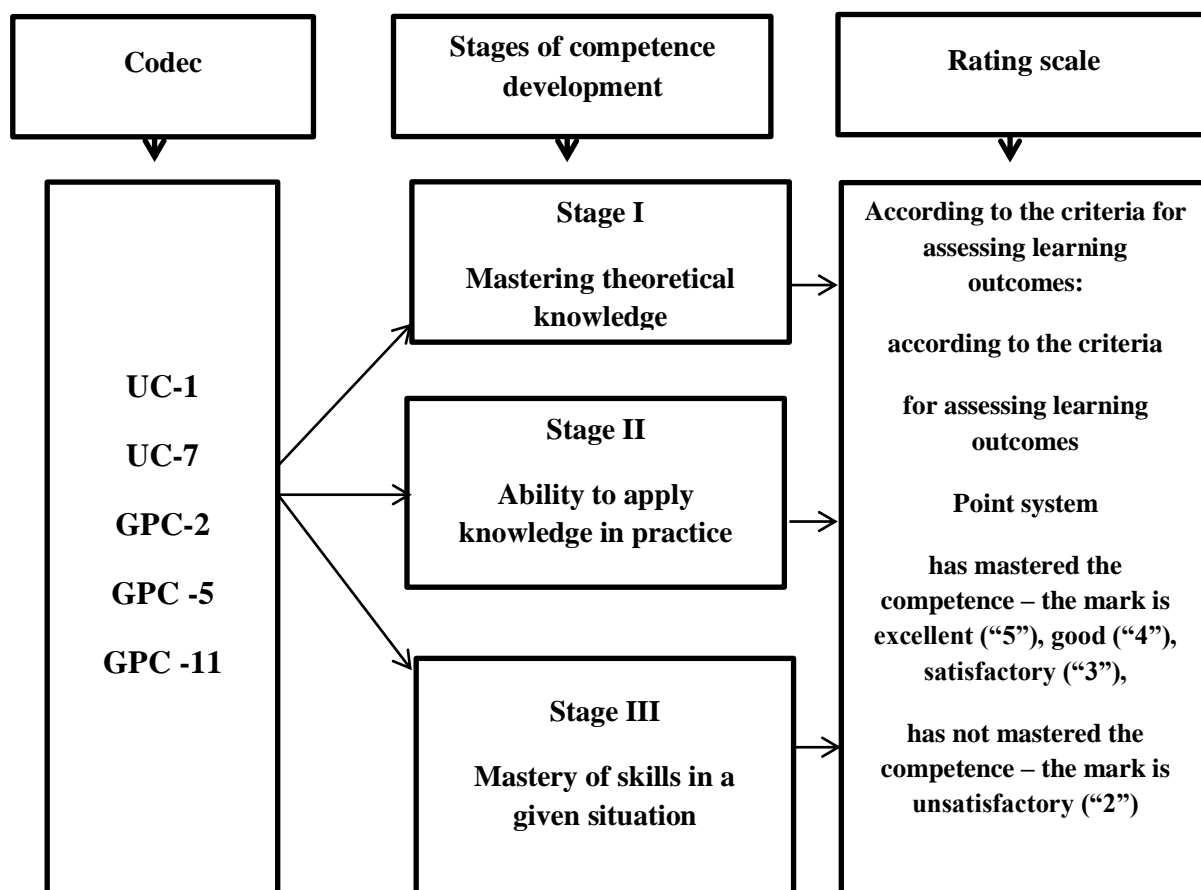 Codec
Stages of competence
development
Rating scale
UC-1
UC-7
GPC-2
GPC -5
GPC -11
Stage I
Mastering theoretical
knowledge
Stage II
Ability to apply
knowledge in practice
Stage III
Mastery of skills in a
given situation
According to the criteria for
assessing learning
outcomes:
according to the criteria
for assessing learning
outcomes
Point system
has mastered the
competence – the mark is
excellent (“5”), good (“4”),
satisfactory (“3”),
has not mastered the
competence – the mark is
unsatisfactory (“2”)